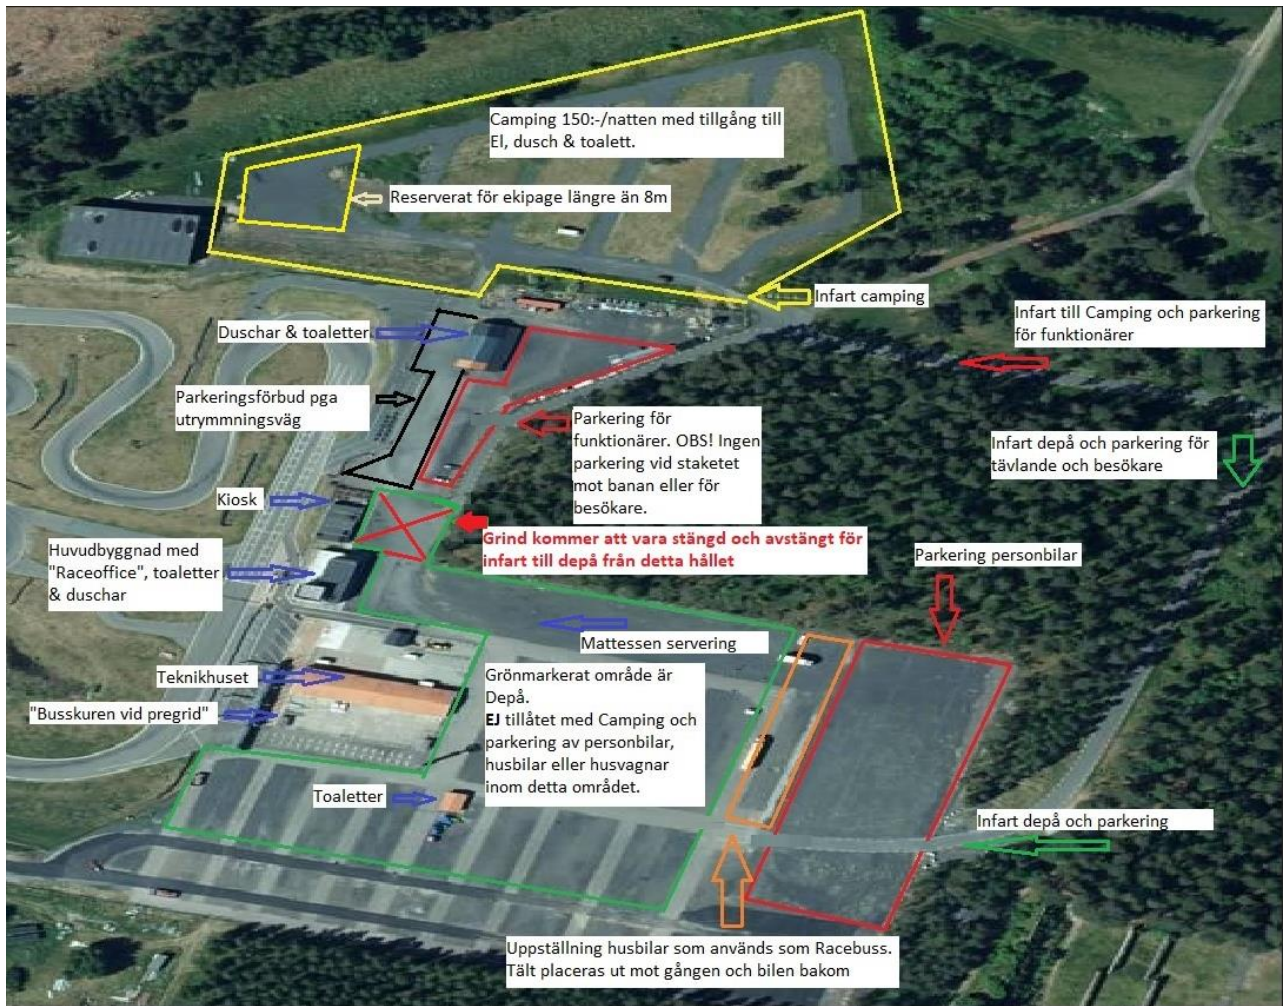 Camping 150:-/natten med tillgång till
El, dusch & toalett.
Reserverat för ekipage längre än 8m
Infart camping
Infart till Camping och parkering
för funktionärer
Duschar & toaletter
Parkeringsförbud pga
utrymmningsväg
Parkering för
funktionärer. OBS! Ingen
parkering vid staketet
mot banan eller för
besökare.
Infart depå och parkering för
tävlande och besökare
Kiosk
Grind kommer att vara stängd och avstängt för
infart till depå från detta hållet
Huvudbyggnad med
"Raceoffice", toaletter
& duschar
Parkering personbilar
Mattessen servering
Teknikhuset
"Busskuren vid pregrid"
Grönmarkerat område är
Depå.
EJ tillåtet med Camping och
parkering av personbilar,
husbilar eller husvagnar
inom detta området.
Toaletter
Infart depå och parkering
Uppställning husbilar som används som Racebuss.
Tält placeras ut mot gången och bilen bakom